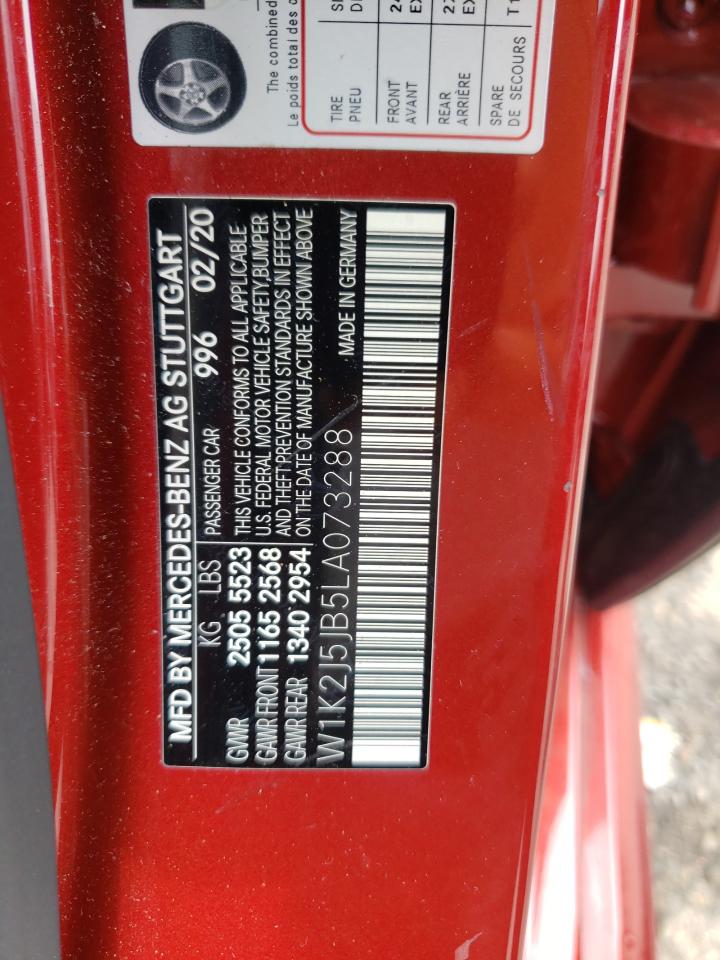 The combined
Le poids total des o
TIRE
PNEU
FRONT
AVANT
REAR
ARRIÈRE
SPARE
DE SECOURS
MFD BY MERCEDES-BENZ AG STUTTGART
KG LBS 996 02/20
GVWR 2505 5523
GAWR FRONT 1165 2568
GAWR REAR 1340 2954
PASSENGER CAR
THIS VEHICLE CONFORMS TO ALL APPLICABLE
U.S. FEDERAL MOTOR VEHICLE SAFETY, BUMPER
AND THEFT PREVENTION STANDARDS IN EFFECT
ON THE DATE OF MANUFACTURE SHOWN ABOVE
W1K2J5JB5LA073288 MADE IN GERMANY